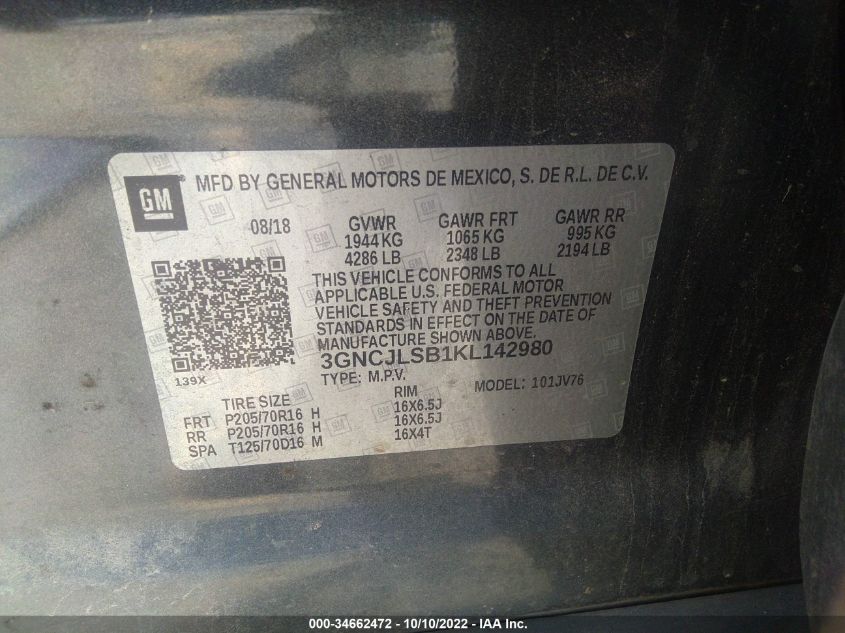 GM
MFD BY GENERAL MOTORS DE MEXICO, S. DE R.L. DE C.V.
08/18 GVWR GAWR FRT GAWR RR
1944 KG 1065 KG 995 KG
4286 LB 2348 LB 2194 LB
THIS VEHICLE CONFORMS TO ALL
APPLICABLE U.S. FEDERAL MOTOR
VEHICLE SAFETY AND THEFT PREVENTION
STANDARDS IN EFFECT ON THE DATE OF
MANUFACTURE SHOWN ABOVE.
3GNCJLSB1KL142980
139X TYPE: M.P.V. MODEL: 101JV76
TIRE SIZE RIM
FRT P205/70R16 H 16X6.5J
RR P205/70R16 H 16X6.5J
SPA T125/70D16 M 16X4T
000-34662472 - 10/10/2022 - IAA Inc.